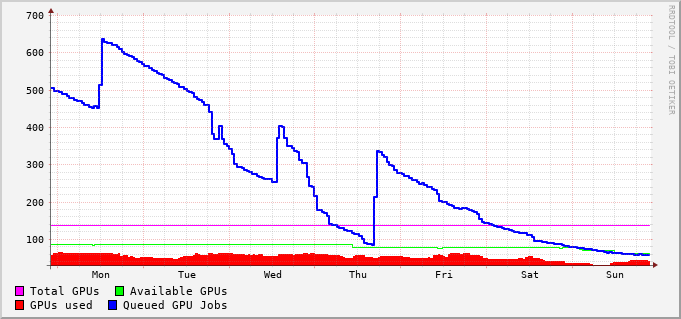 700
600
500
400
300
200
100
Mon Tue Wed Thu Fri Sat Sun
Total GPUs Available GPUs
GPUs used Queued GPU Jobs
RRDTOOL / TOBI OETIKER